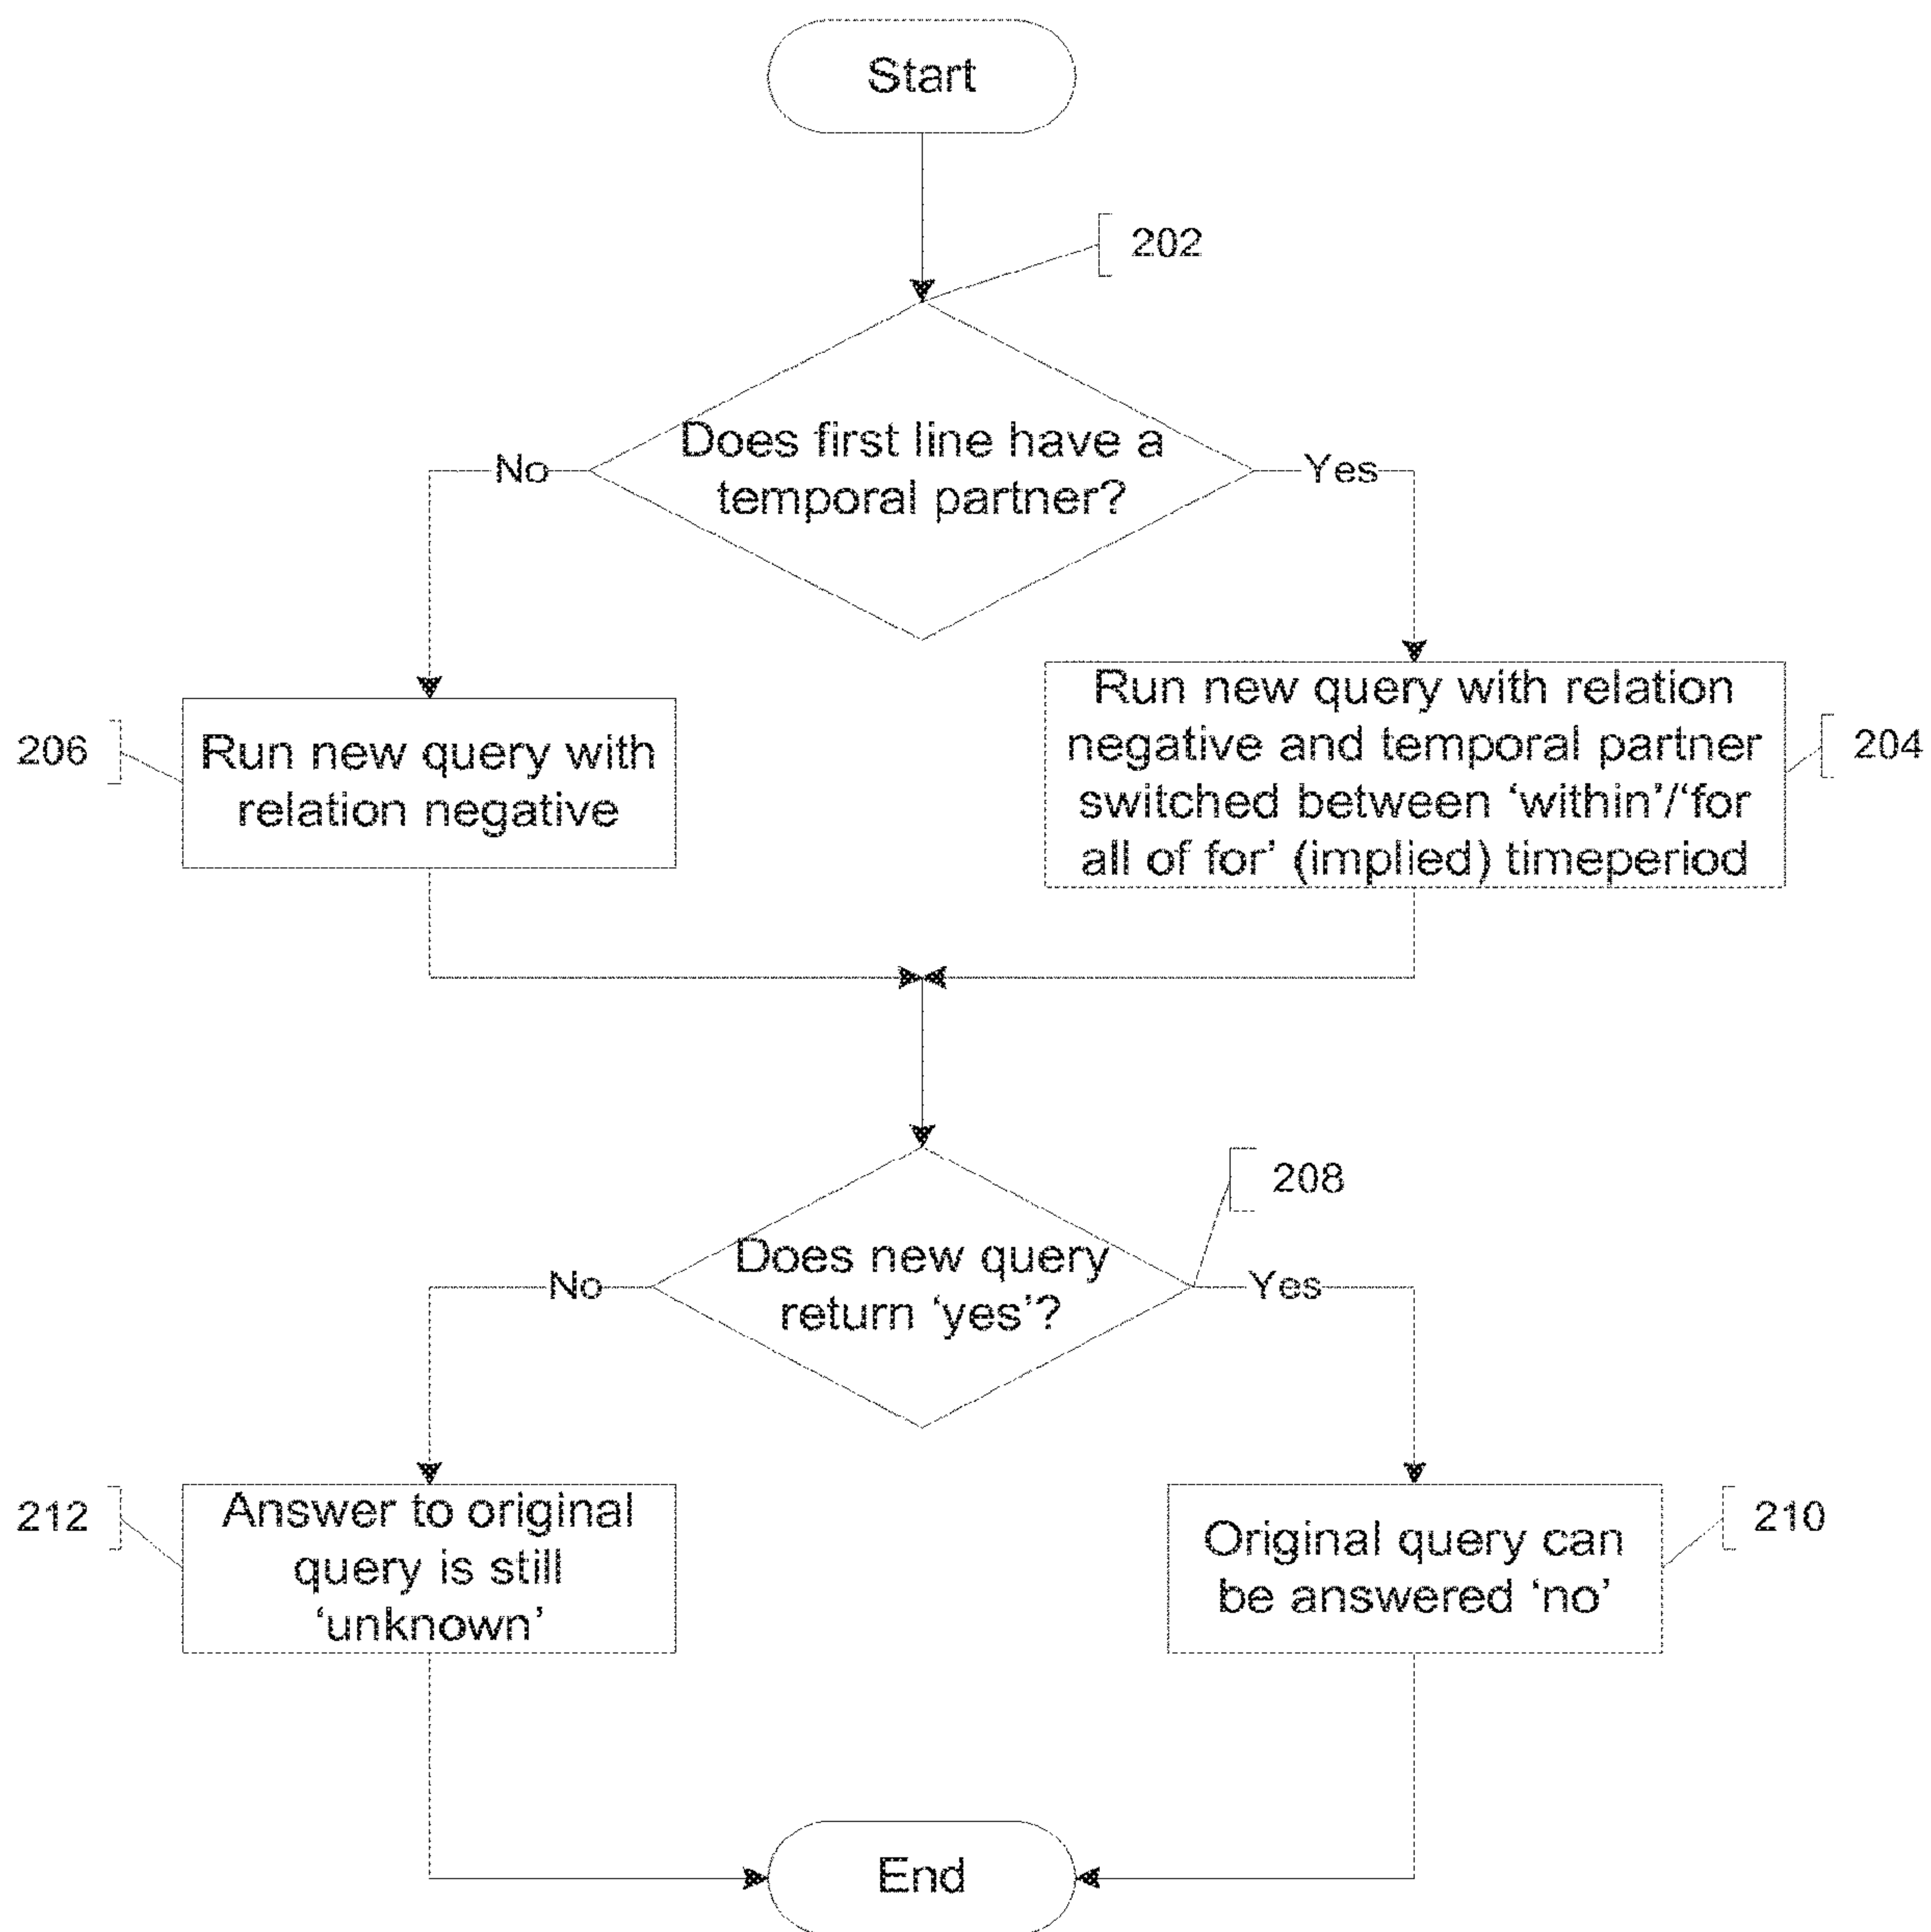 Start
202
Does first line have a
temporal partner?
No
Yes
206
Run new query with
relation negative
Run new query with relation
negative and temporal partner
switched between ‘within’/‘for
all of for’ (implied) timeperiod
204
208
Does new query
return ‘yes’?
No
Yes
212
Answer to original
query is still
‘unknown’
Original query can
be answered ‘no’
210
End